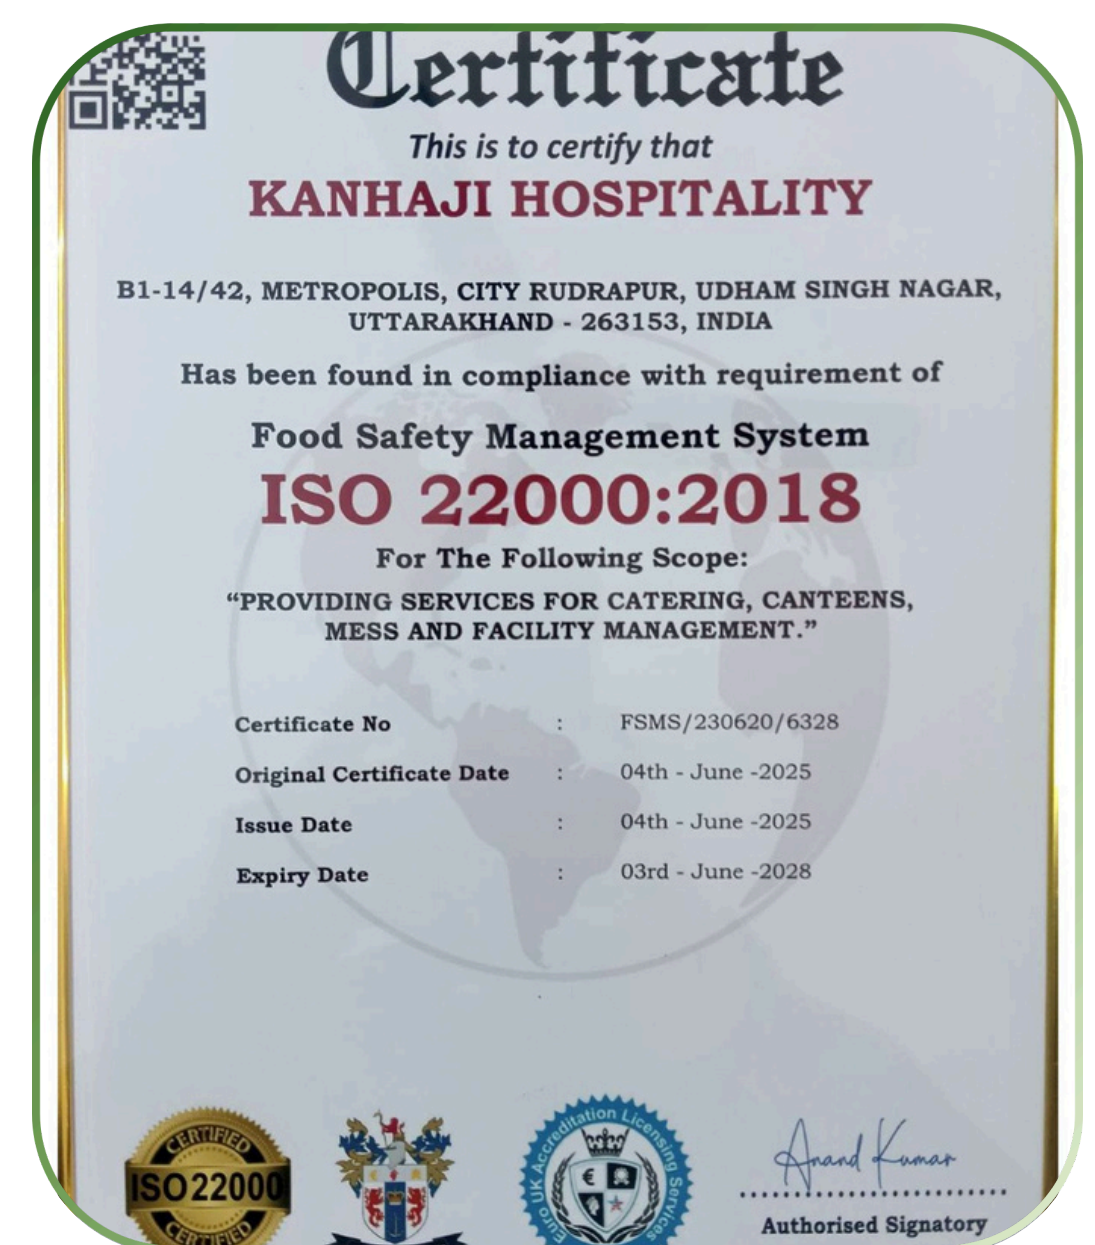 Certificate
This is to certify that
KANHAJI HOSPITALITY
B1-14/42, METROPOLIS, CITY RUDRAPUR, UDHAM SINGH NAGAR,
UTTARAKHAND - 263153, INDIA
Has been found in compliance with requirement of
Food Safety Management System
ISO 22000:2018
For The Following Scope:
“PROVIDING SERVICES FOR CATERING, CANTEENS,
MESS AND FACILITY MANAGEMENT.”
Certificate No : FSMS/230620/6328
Original Certificate Date : 04th - June -2025
Issue Date : 04th - June -2025
Expiry Date : 03rd - June -2028
CERTIFIED
ISO 22000
CERTIFIED
Euro UK Accreditation Licensing Services
€
Anand Kumar
Authorised Signatory